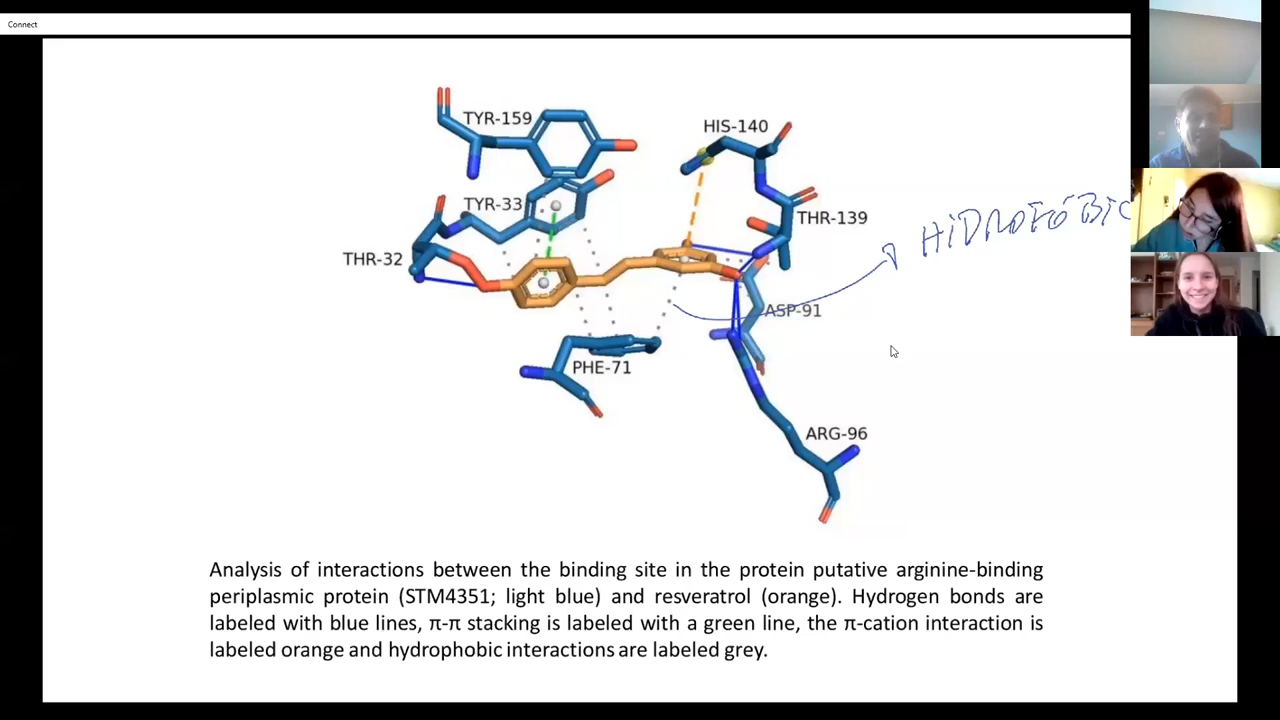 Connect
TYR-159
HIS-140
TYR-33
THR-139
HIDROFÓBIC
THR-32
ASP-91
PHE-71
ARG-96
Analysis of interactions between the binding site in the protein putative arginine-binding
periplasmic protein (STM4351; light blue) and resveratrol (orange). Hydrogen bonds are
labeled with blue lines, π-π stacking is labeled with a green line, the π-cation interaction is
labeled orange and hydrophobic interactions are labeled grey.